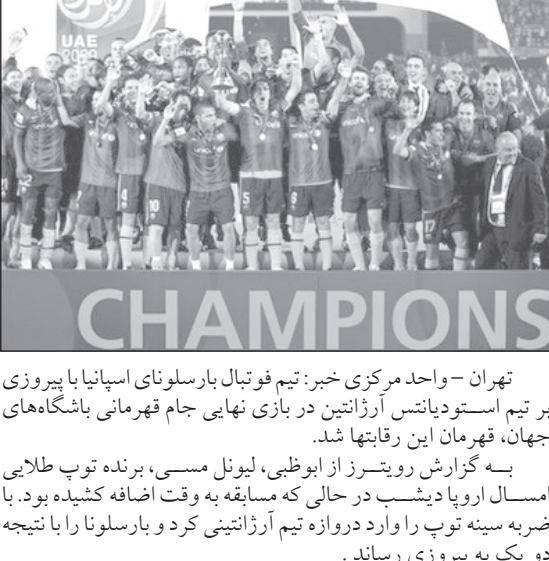 UAE
2009
CHAMPIONS
تهران – واحد مرکزی خبر: تیم فوتبال بارسلونای اسپانیا با پیروزی
بر تیم استودیانتس آرژانتین در بازی نهایی جام قهرمانی باشگاه‌های
جهان، قهرمان این رقابتها شد.
به گزارش رویترز از ابوظبی، لیونل مسی، برنده توپ طلایی
امسال اروپا دیشب در حالی که مسابقه به وقت اضافه کشیده بود. با
ضربه سینه توپ را وارد دروازه تیم آرژانتینی کرد و بارسلونا را با نتیجه
دو یک به پیروزی رساند.